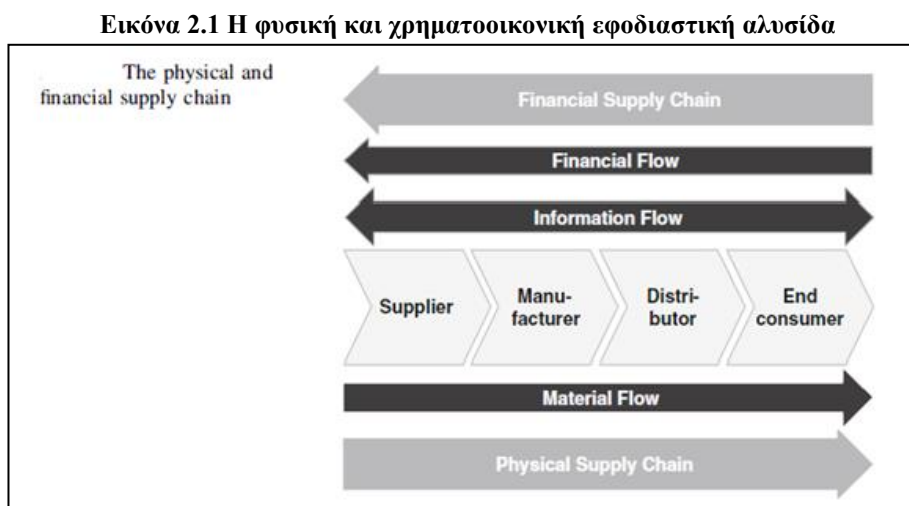 Εικόνα 2.1 Η φυσική και χρηματοοικονική εφοδιαστική αλυσίδα
The physical and
financial supply chain
Financial Supply Chain
Financial Flow
Information Flow
Supplier
Manu-
facturer
Distri-
butor
End
consumer
Material Flow
Physical Supply Chain